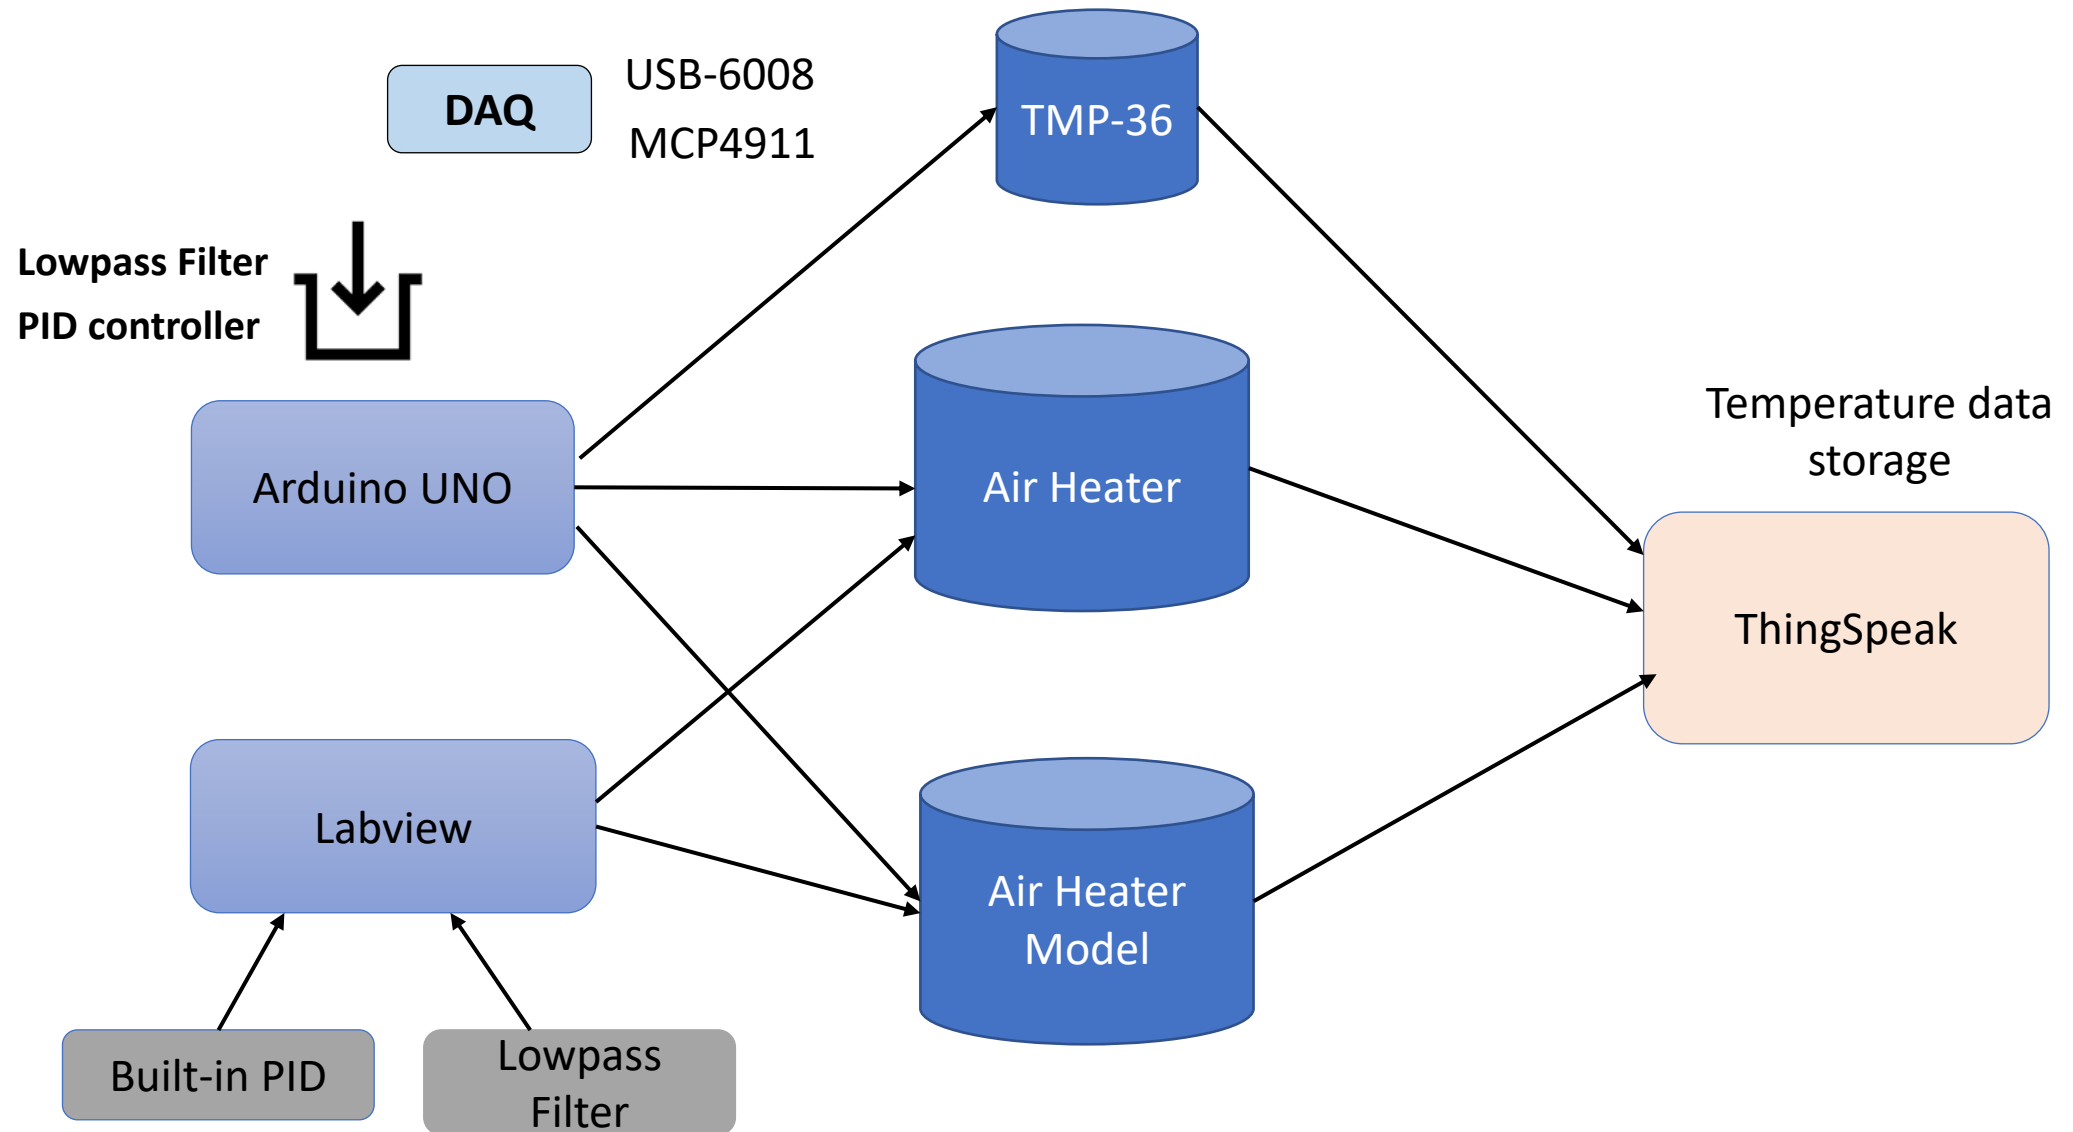 DAQ
USB-6008
MCP4911
TMP-36
Lowpass Filter
PID controller
Arduino UNO
Air Heater
Temperature data
storage
ThingSpeak
Labview
Air Heater
Model
Built-in PID
Lowpass
Filter